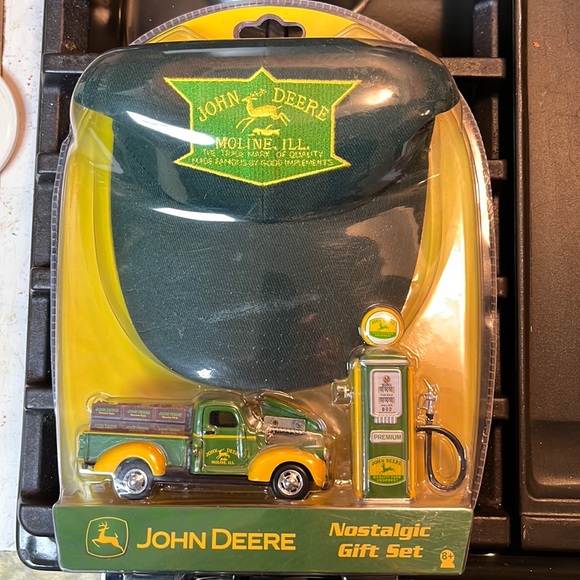 JOHN DEERE
MOLINE, ILL.
THE TRADE MARK OF QUALITY
MADE FAMOUS BY GOOD IMPLEMENTS
PREMIUM
JOHN DEERE
JOHN DEERE
MOLINE, ILL.
JOHN DEERE
Nostalgic
Gift Set
8+